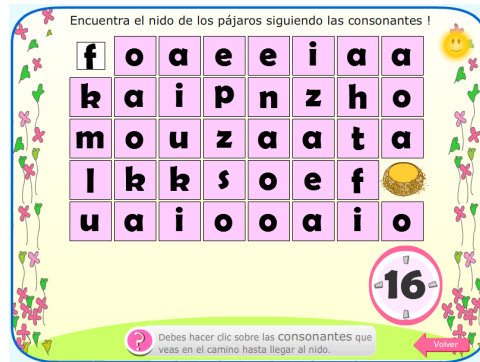 Encuentra el nido de los pájaros siguiendo las consonantes !
f o a e e i a a
k a i p n z h o
m o u z a a t a
l k k s o e f
u a i o o a i o
16
? Debes hacer clic sobre las consonantes que
veas en el camino hasta llegar al nido.
Volver